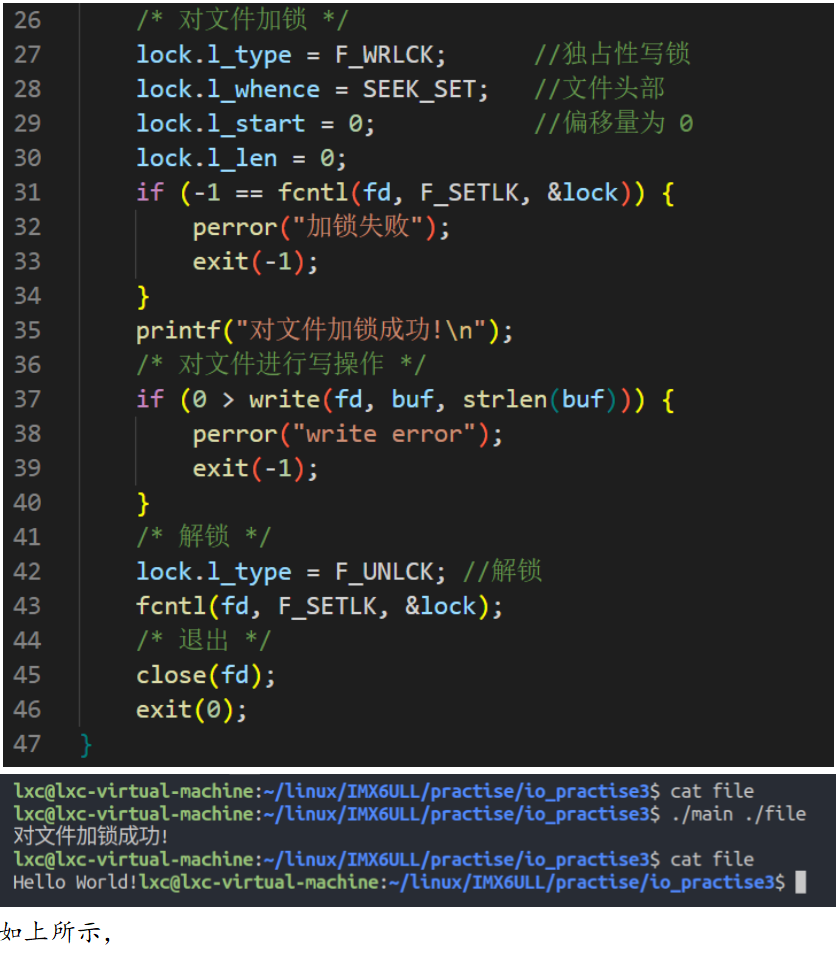 26 /* 对文件加锁 */
27 lock.l_type = F_WRLCK; //独占性写锁
28 lock.l_whence = SEEK_SET; //文件头部
29 lock.l_start = 0; //偏移量为 0
30 lock.l_len = 0;
31 if (-1 == fcntl(fd, F_SETLK, &lock)) {
32 perror("加锁失败");
33 exit(-1);
34 }
35 printf("对文件加锁成功!\n");
36 /* 对文件进行写操作 */
37 if (0 > write(fd, buf, strlen(buf))) {
38 perror("write error");
39 exit(-1);
40 }
41 /* 解锁 */
42 lock.l_type = F_UNLCK; //解锁
43 fcntl(fd, F_SETLK, &lock);
44 /* 退出 */
45 close(fd);
46 exit(0);
47 }
lxc@lxc-virtual-machine:~/linux/IMX6ULL/practise/io_practise3$ cat file
lxc@lxc-virtual-machine:~/linux/IMX6ULL/practise/io_practise3$ ./main ./file
对文件加锁成功!
lxc@lxc-virtual-machine:~/linux/IMX6ULL/practise/io_practise3$ cat file
Hello World!lxc@lxc-virtual-machine:~/linux/IMX6ULL/practise/io_practise3$
如上所示，